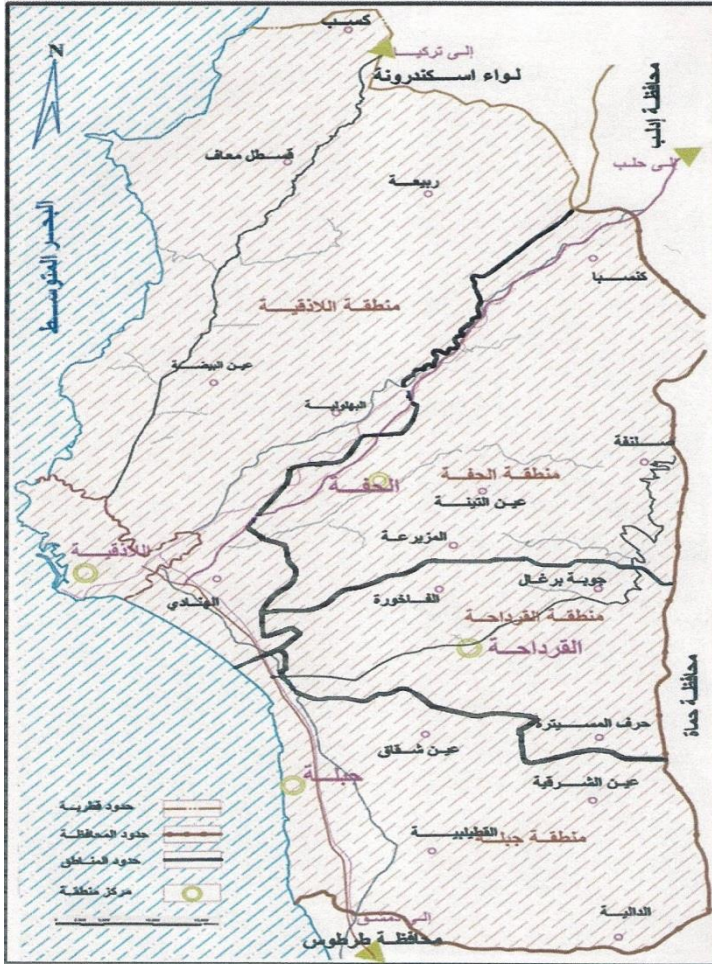 كسب
إلى تركيا
لواء اسكندرونة
محافظة إدلب
إلى حلب
N
قسطل معاف
ربيعة
البحر المتوسط
كنسبا
منطقة اللاذقية
عين البيضة
البهلولية
سلنفة
منطقة الحفة
الحفة
عين التينة
المزيرعة
اللاذقية
الهنادي
الفاخورة
جوبة برغال
منطقة القرداحة
القرداحة
محافظة حماة
حرف المسيترة
عين شقاق
جبلة
عين الشرقية
القطيلبية
منطقة جبلة
حدود قطرية
حدود المحافظة
حدود المناطق
مركز منطقة
الدالية
إلى دمشق
محافظة طرطوس